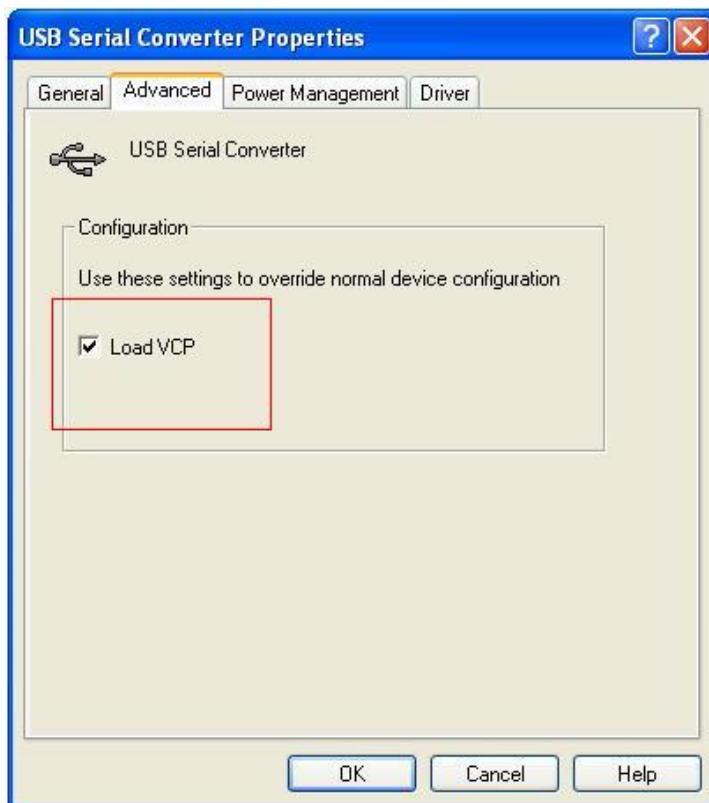 USB Serial Converter Properties
General Advanced Power Management Driver
USB Serial Converter
Configuration
Use these settings to override normal device configuration
Load VCP
OK Cancel Help